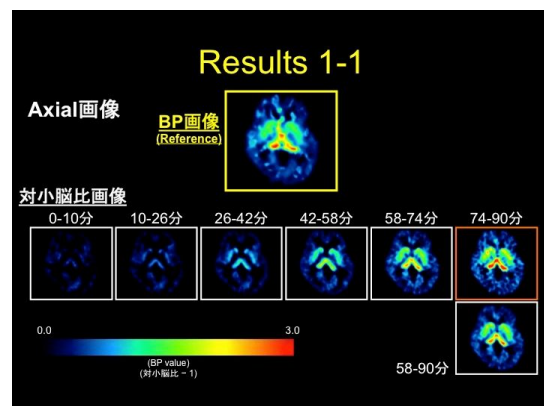 Results 1-1
Axial画像
BP画像
(Reference)
対小脳比画像
0-10分
10-26分
26-42分
42-58分
58-74分
74-90分
0.0
3.0
(BP value)
(対小脳比 − 1)
58-90分